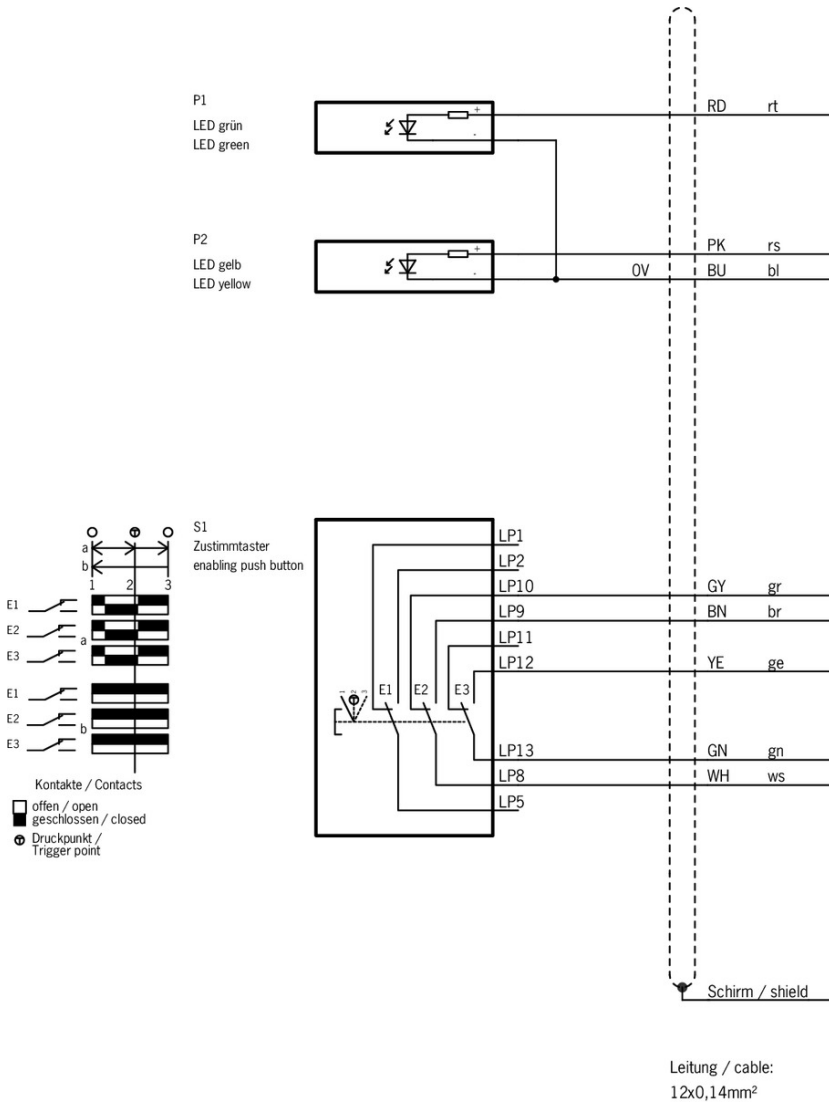 P1
LED grün
LED green
+
-
RD rt
P2
LED gelb
LED yellow
+
-
PK rs
0V BU bl
S1
Zustimmtaster
enabling push button
a
b
1 2 3
E1
E2
a
E3
E1
E2
b
E3
Kontakte / Contacts
offen / open
geschlossen / closed
Druckpunkt /
Trigger point
LP1
LP2
LP10 GY gr
LP9 BN br
LP11
LP12 YE ge
1 2 3
E1 E2 E3
LP13 GN gn
LP8 WH ws
LP5
Schirm / shield
Leitung / cable:
12x0,14mm²